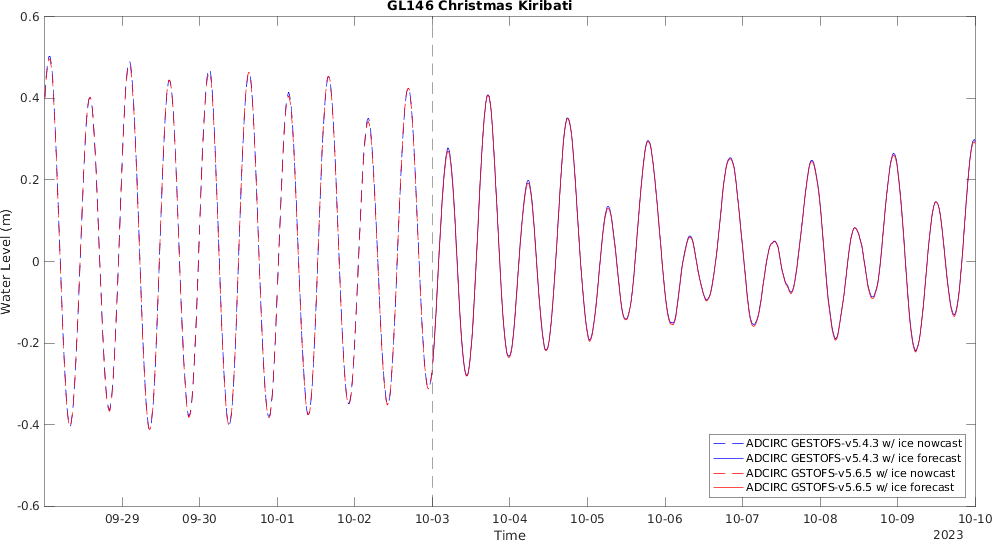 GL146 Christmas Kiribati
0.6
0.4
0.2
0
-0.2
-0.4
-0.6
Water Level (m)
ADCIRC GESTOFS-v5.4.3 w/ ice nowcast
ADCIRC GESTOFS-v5.4.3 w/ ice forecast
ADCIRC GSTOFS-v5.6.5 w/ ice nowcast
ADCIRC GSTOFS-v5.6.5 w/ ice forecast
09-29 09-30 10-01 10-02 10-03 10-04 10-05 10-06 10-07 10-08 10-09 10-10
Time
2023